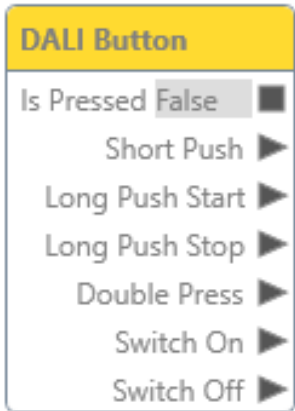 DALI Button
Is Pressed False
Short Push
Long Push Start
Long Push Stop
Double Press
Switch On
Switch Off